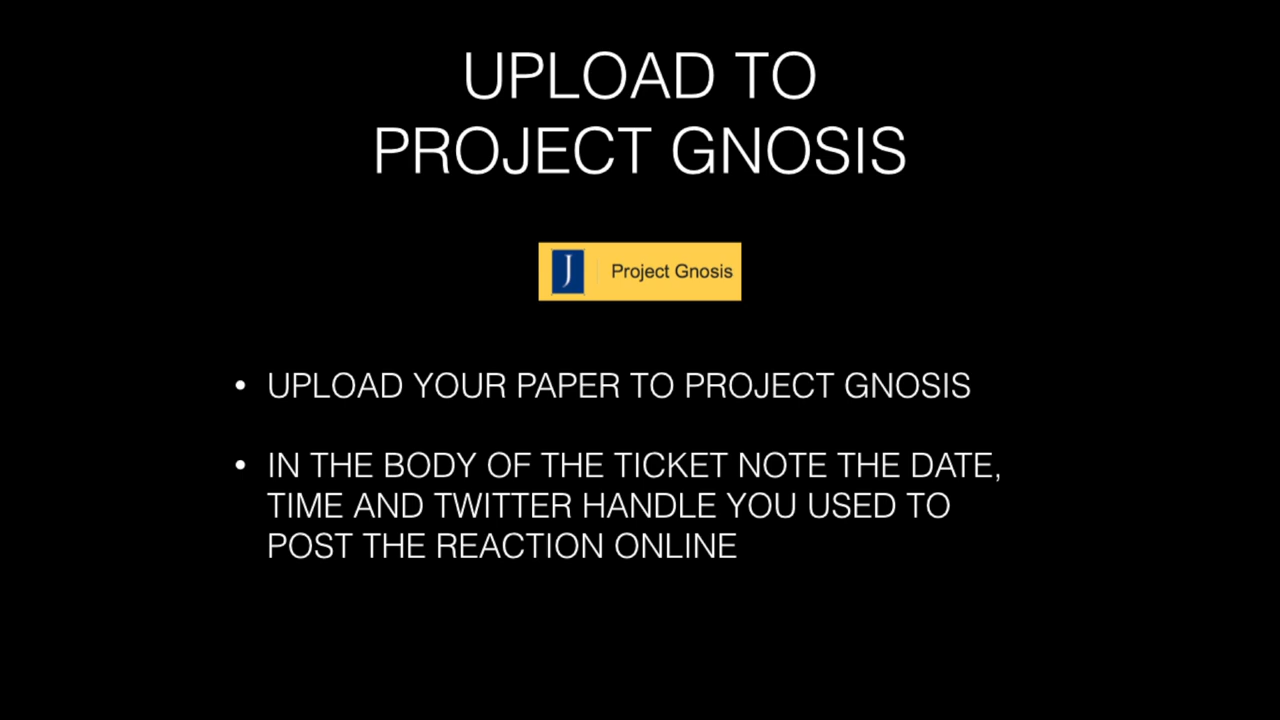 UPLOAD TO
PROJECT GNOSIS
J Project Gnosis
• UPLOAD YOUR PAPER TO PROJECT GNOSIS
• IN THE BODY OF THE TICKET NOTE THE DATE,
TIME AND TWITTER HANDLE YOU USED TO
POST THE REACTION ONLINE